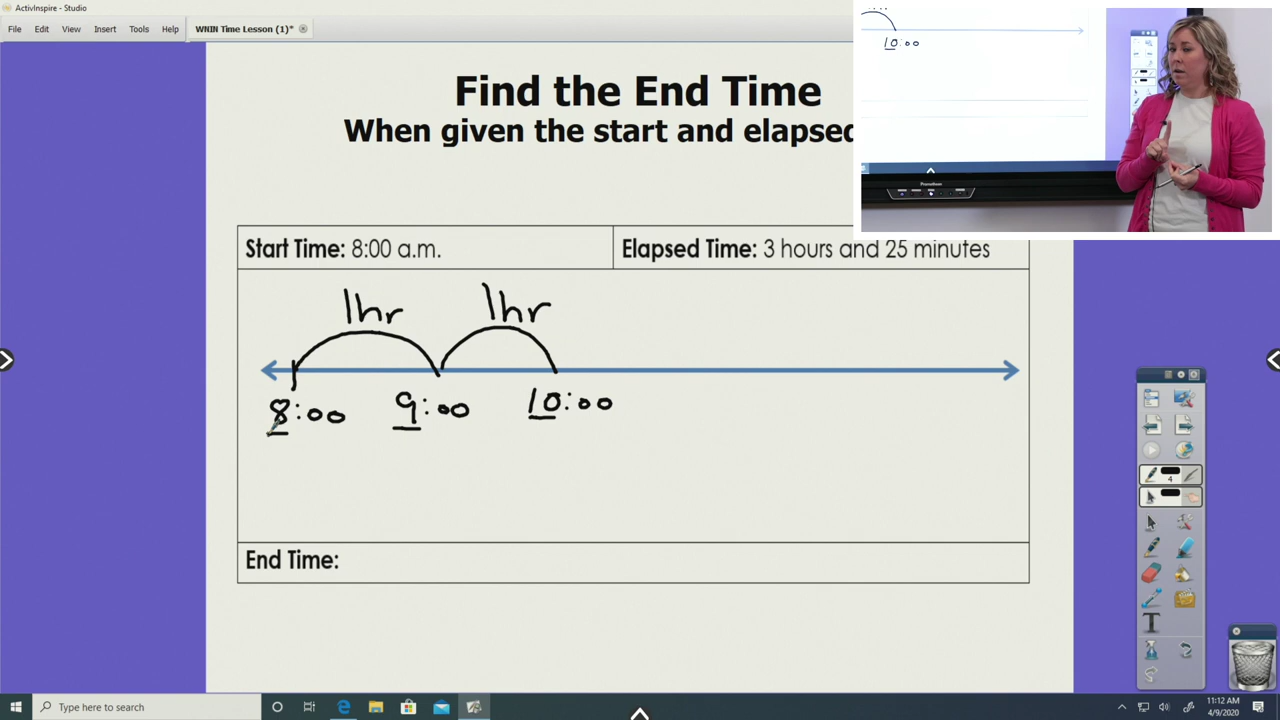 ActivInspire - Studio
File Edit View Insert Tools Help WNIN Time Lesson (1)*
Find the End Time
When given the start and elapsed
10:00
Promethean
Start Time: 8:00 a.m. Elapsed Time: 3 hours and 25 minutes
1hr 1hr
8:00 9:00 10:00
4
T
End Time:
Type here to search
11:12 AM
4/9/2020